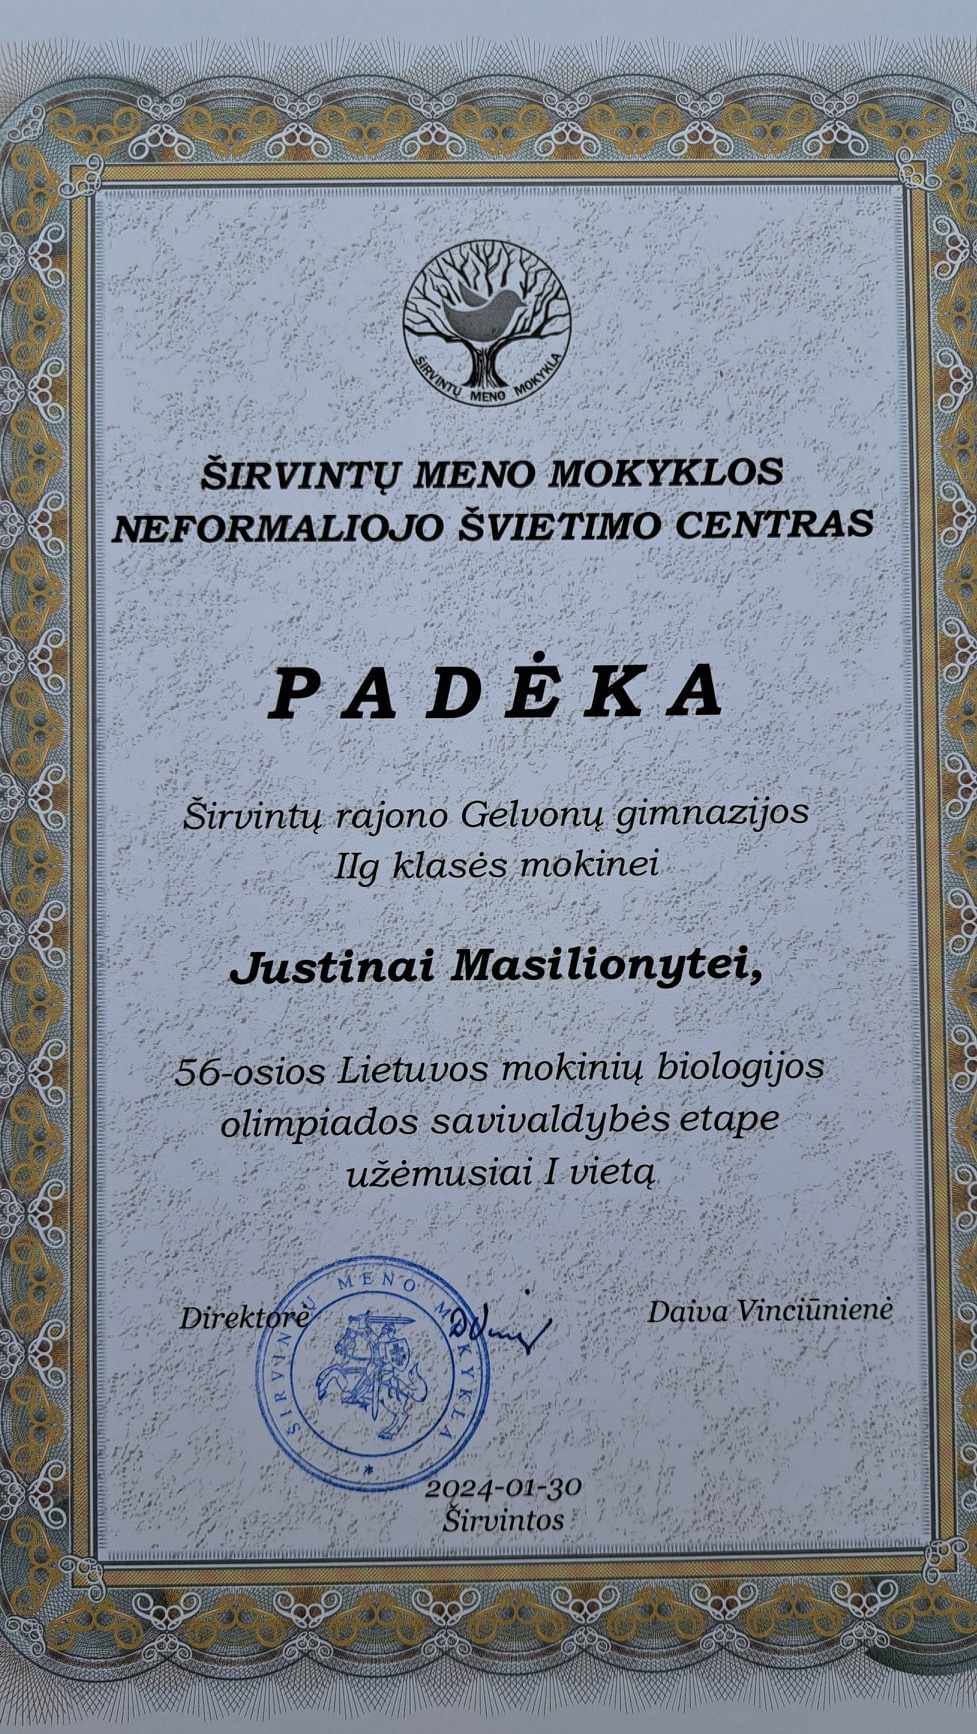 ŠIRVINTŲ MENO MOKYKLA
ŠIRVINTŲ MENO MOKYKLOS
NEFORMALIOJO ŠVIETIMO CENTRAS
PADĖKA
Širvintų rajono Gelvonų gimnazijos
IIg klasės mokinei
Justinai Masilionytei,
56-osios Lietuvos mokinių biologijos
olimpiados savivaldybės etape
užėmusiai I vietą
Direktorė Daiva Vinciūnienė
ŠIRVINTŲ MENO MOKYKLA *
2024-01-30
Širvintos